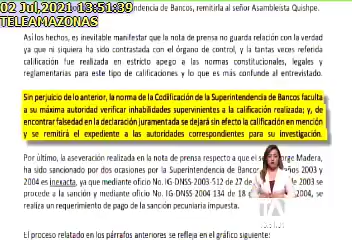 02 Jul,2021 13:51:39
TELEAMAZONAS
dencia de Bancos, remitirla al señor Asambleista Quishpe.
Así los hechos, es inevitable manifestar que la nota de prensa no guarda relación con la verdad
ya que ni siquiera ha sido contrastada con el órgano de control, y la tantas veces referida
calificación fue realizada en estricto apego a las normas constitucionales, legales y
reglamentarias para este tipo de calificaciones y lo que es más confunde al entrevistado.
Sin perjuicio de lo anterior, la norma de la Codificación de la Superintendencia de Bancos faculta
a su máxima autoridad verificar inhabilidades supervinientes a la calificación realizada; y, de
encontrar falsedad en la declaración juramentada se dejará sin efecto la calificación en mención
y se remitirá el expediente a las autoridades correspondientes para su investigación.
Por último, la aseveración realizada en la nota de prensa respecto a que el orge Madera,
ha sido sancionado por dos ocasiones por la Superintendencia de años 2003 y
2004 es inexacta, ya que mediante oficio No. IG-DNSS-2003-512 de 27 de de 2003 se
procede a la sanción y mediante oficio No. IG-DNSS 2004 134 de 18 2004, se
realiza un requerimiento de pago de la sanción pecuniaria impuesta.
El proceso relatado en los párrafos anteriores se refleja en el gráfico siguiente: